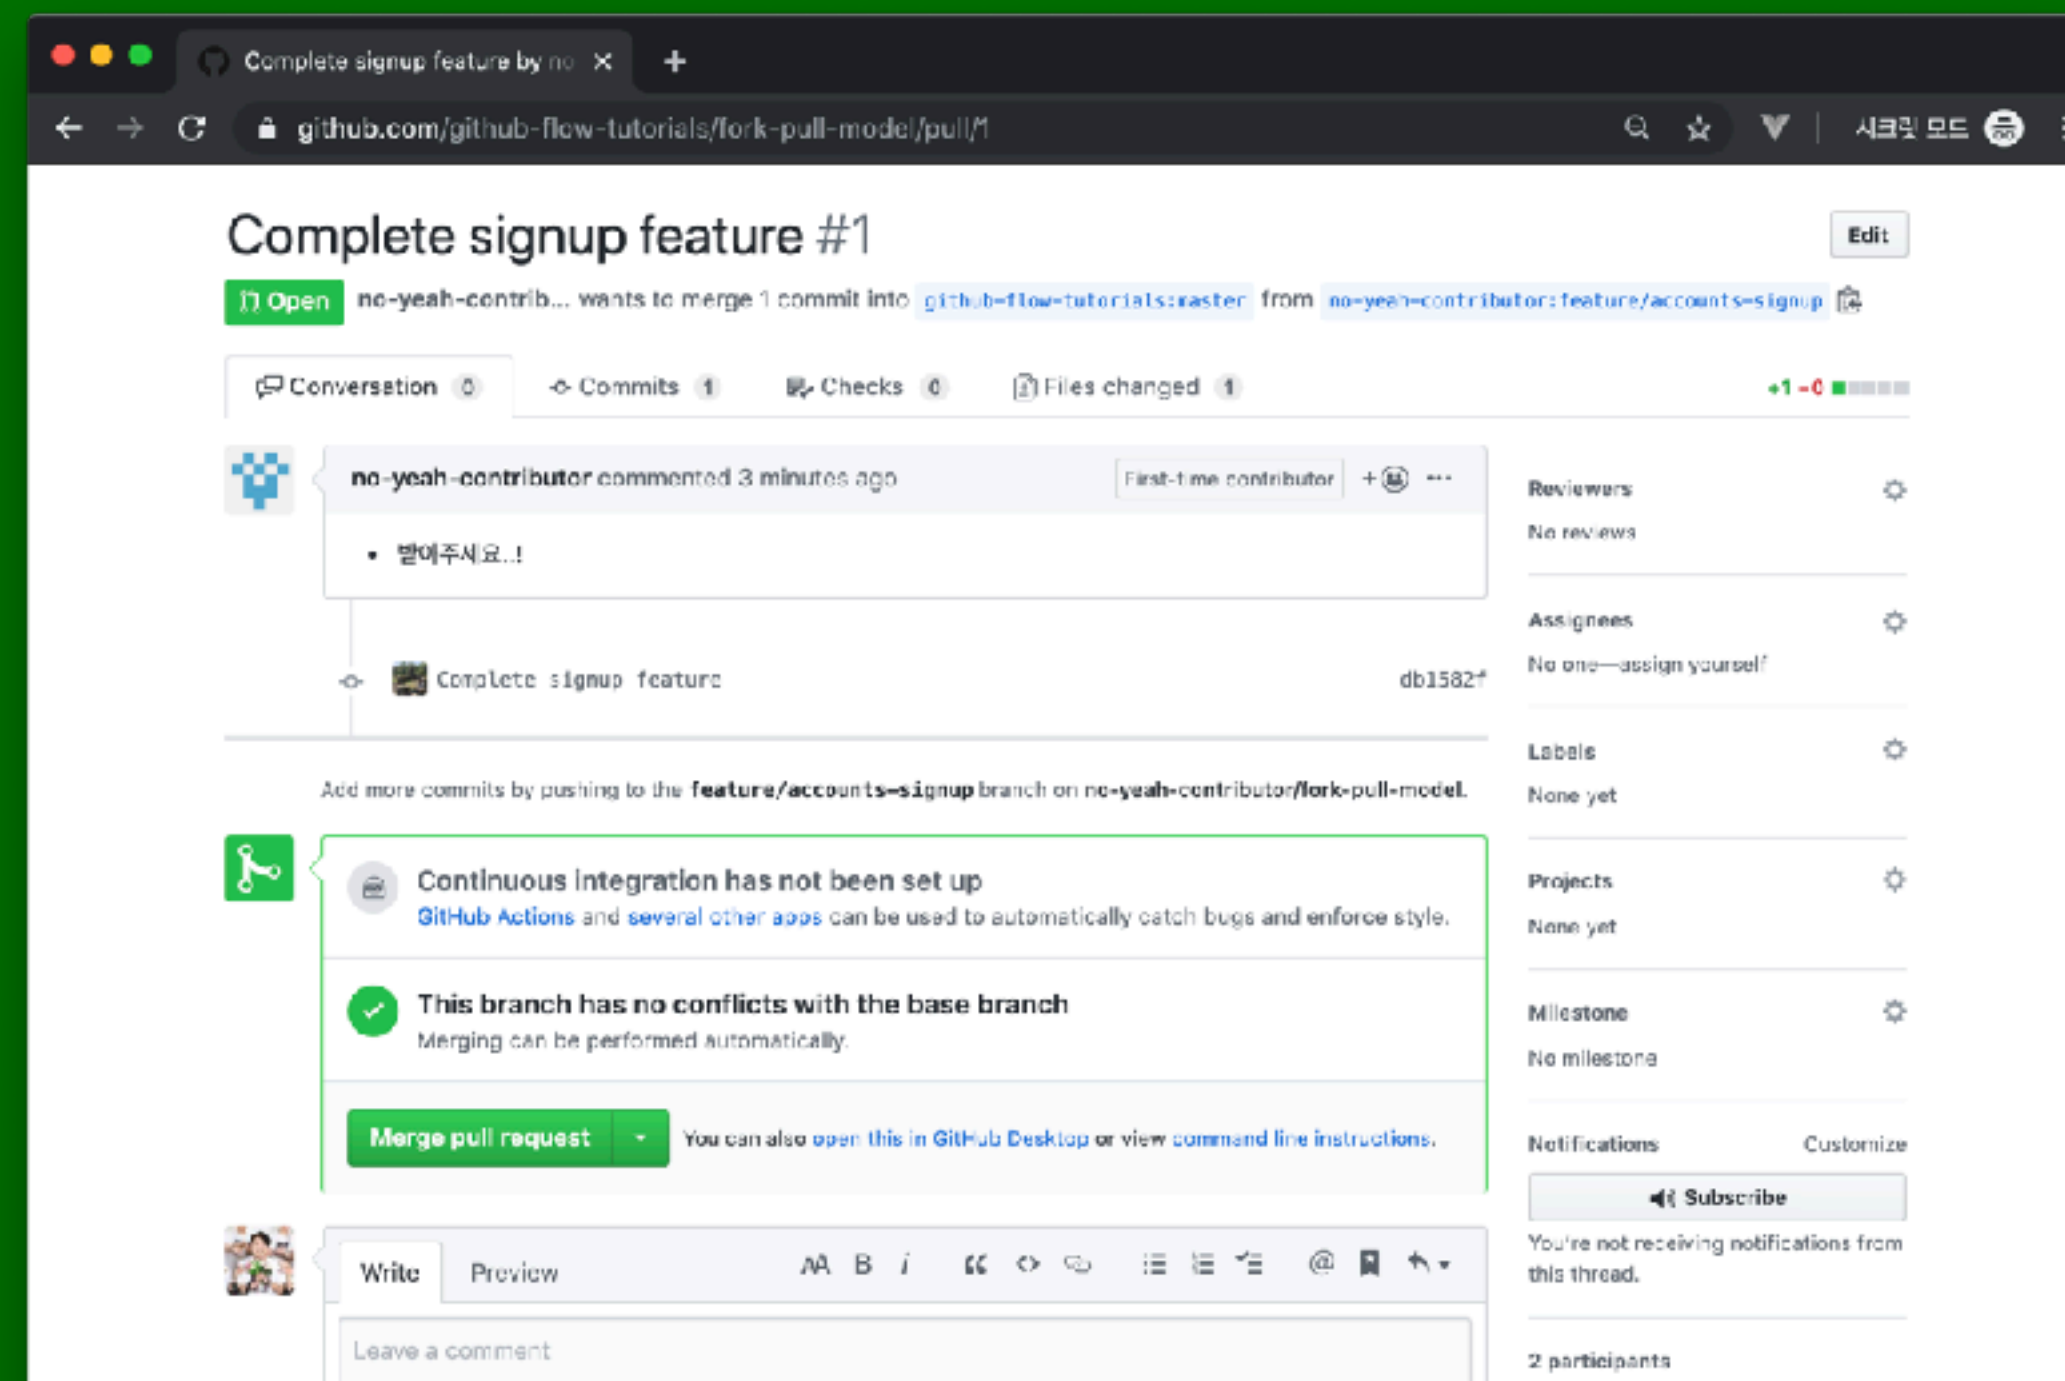 Complete signup feature by no
github.com/github-flow-tutorials/fork-pull-model/pull/1
시크릿 모드
Complete signup feature #1
Edit
Open no-yeah-contrib... wants to merge 1 commit into github-flow-tutorials:master from no-yeah-contributor:feature/accounts-signup
Conversation 0 Commits 1 Checks 0 Files changed 1 +1 −0
no-yeah-contributor commented 3 minutes ago First-time contributor
받아주세요..!
Reviewers
No reviews
Assignees
No one—assign yourself
Complete signup feature db1582f
Labels
None yet
Add more commits by pushing to the feature/accounts-signup branch on no-yeah-contributor/fork-pull-model.
Continuous integration has not been set up
GitHub Actions and several other apps can be used to automatically catch bugs and enforce style.
Projects
None yet
This branch has no conflicts with the base branch
Merging can be performed automatically.
Milestone
No milestone
Merge pull request You can also open this in GitHub Desktop or view command line instructions.
Notifications Customize
Subscribe
You're not receiving notifications from
this thread.
Write Preview
Leave a comment
2 participants